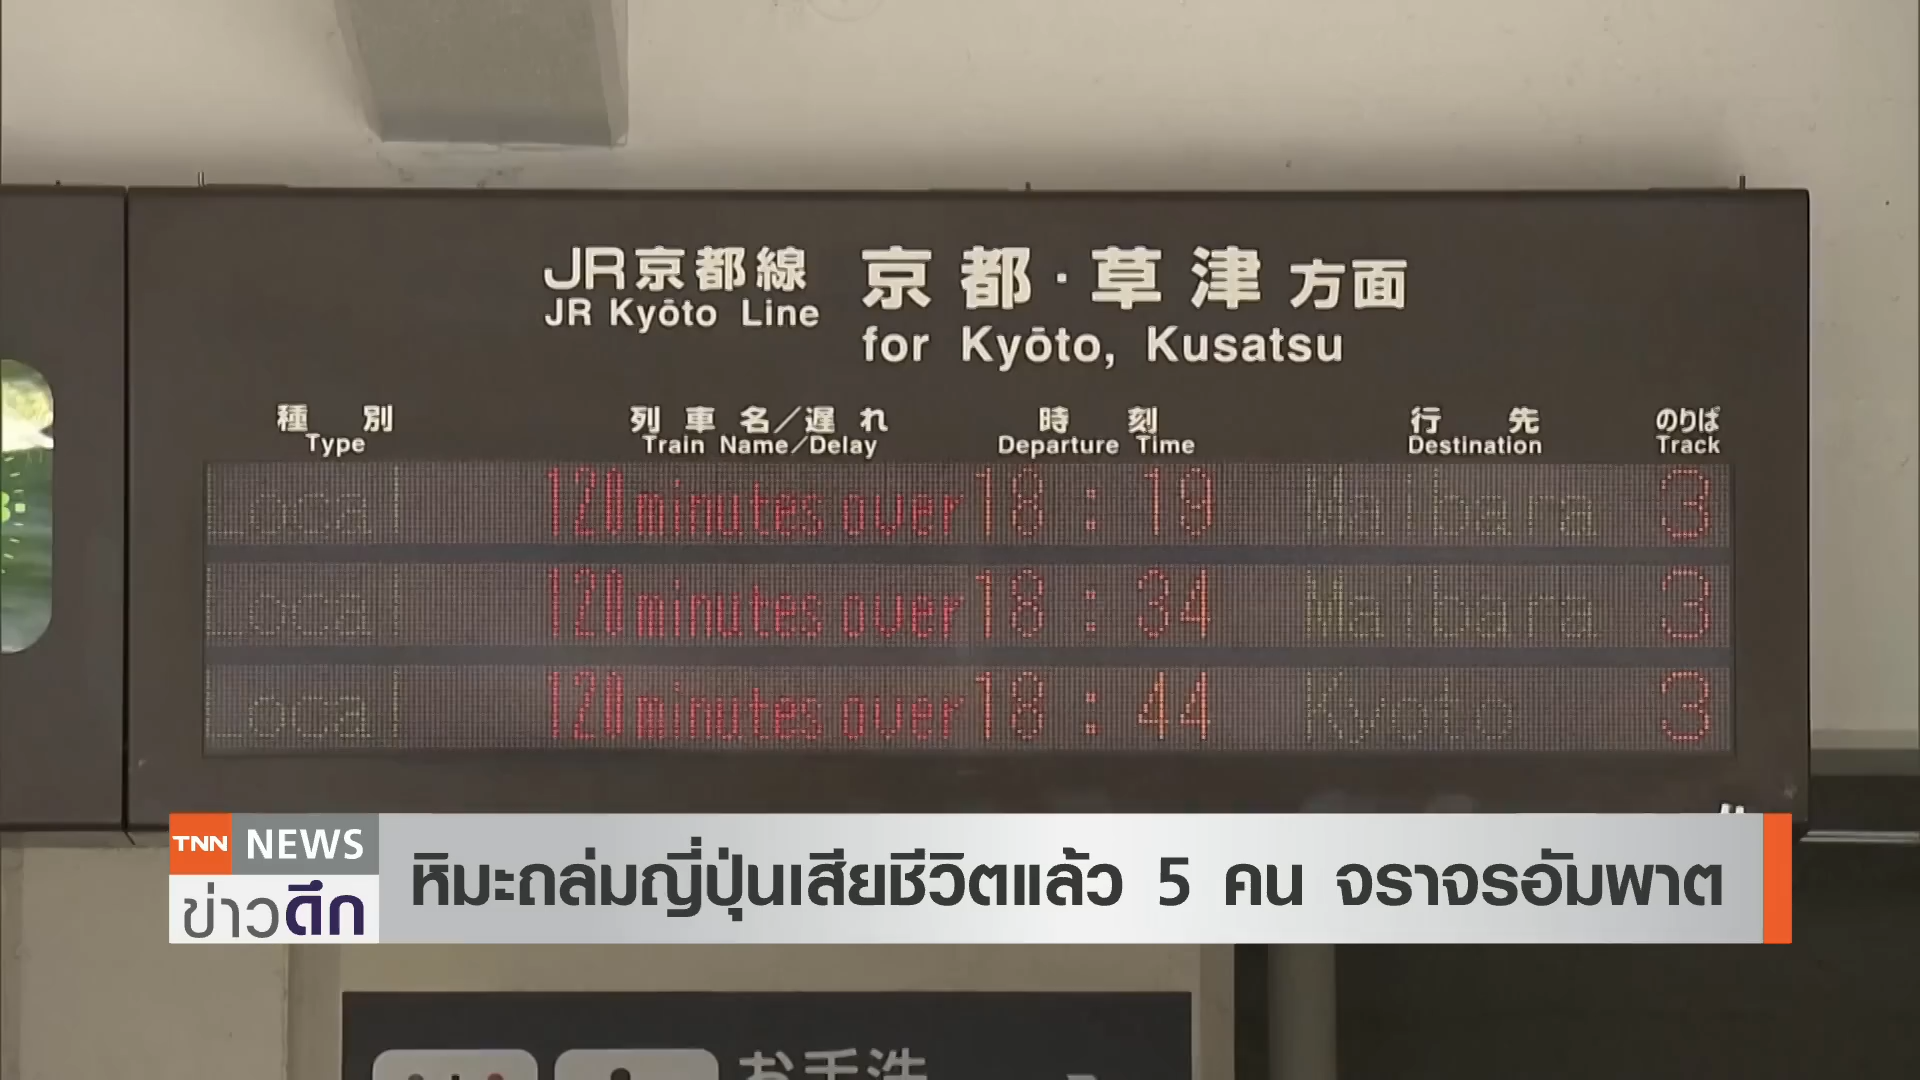 JR京都線 京都・草津方面
JR Kyōto Line for Kyōto, Kusatsu
種別 列車名/遅れ 時刻 行先 のりば
Type Train Name/Delay Departure Time Destination Track
Local 120minutes over 18:19 Maibara 3
Local 120minutes over 18:34 Maibara 3
Local 120minutes over 18:44 Kyoto 3
TNN NEWS
ข่าวดึก
หิมะถล่มญี่ปุ่นเสียชีวิตแล้ว 5 คน จราจรอัมพาต
お手洗